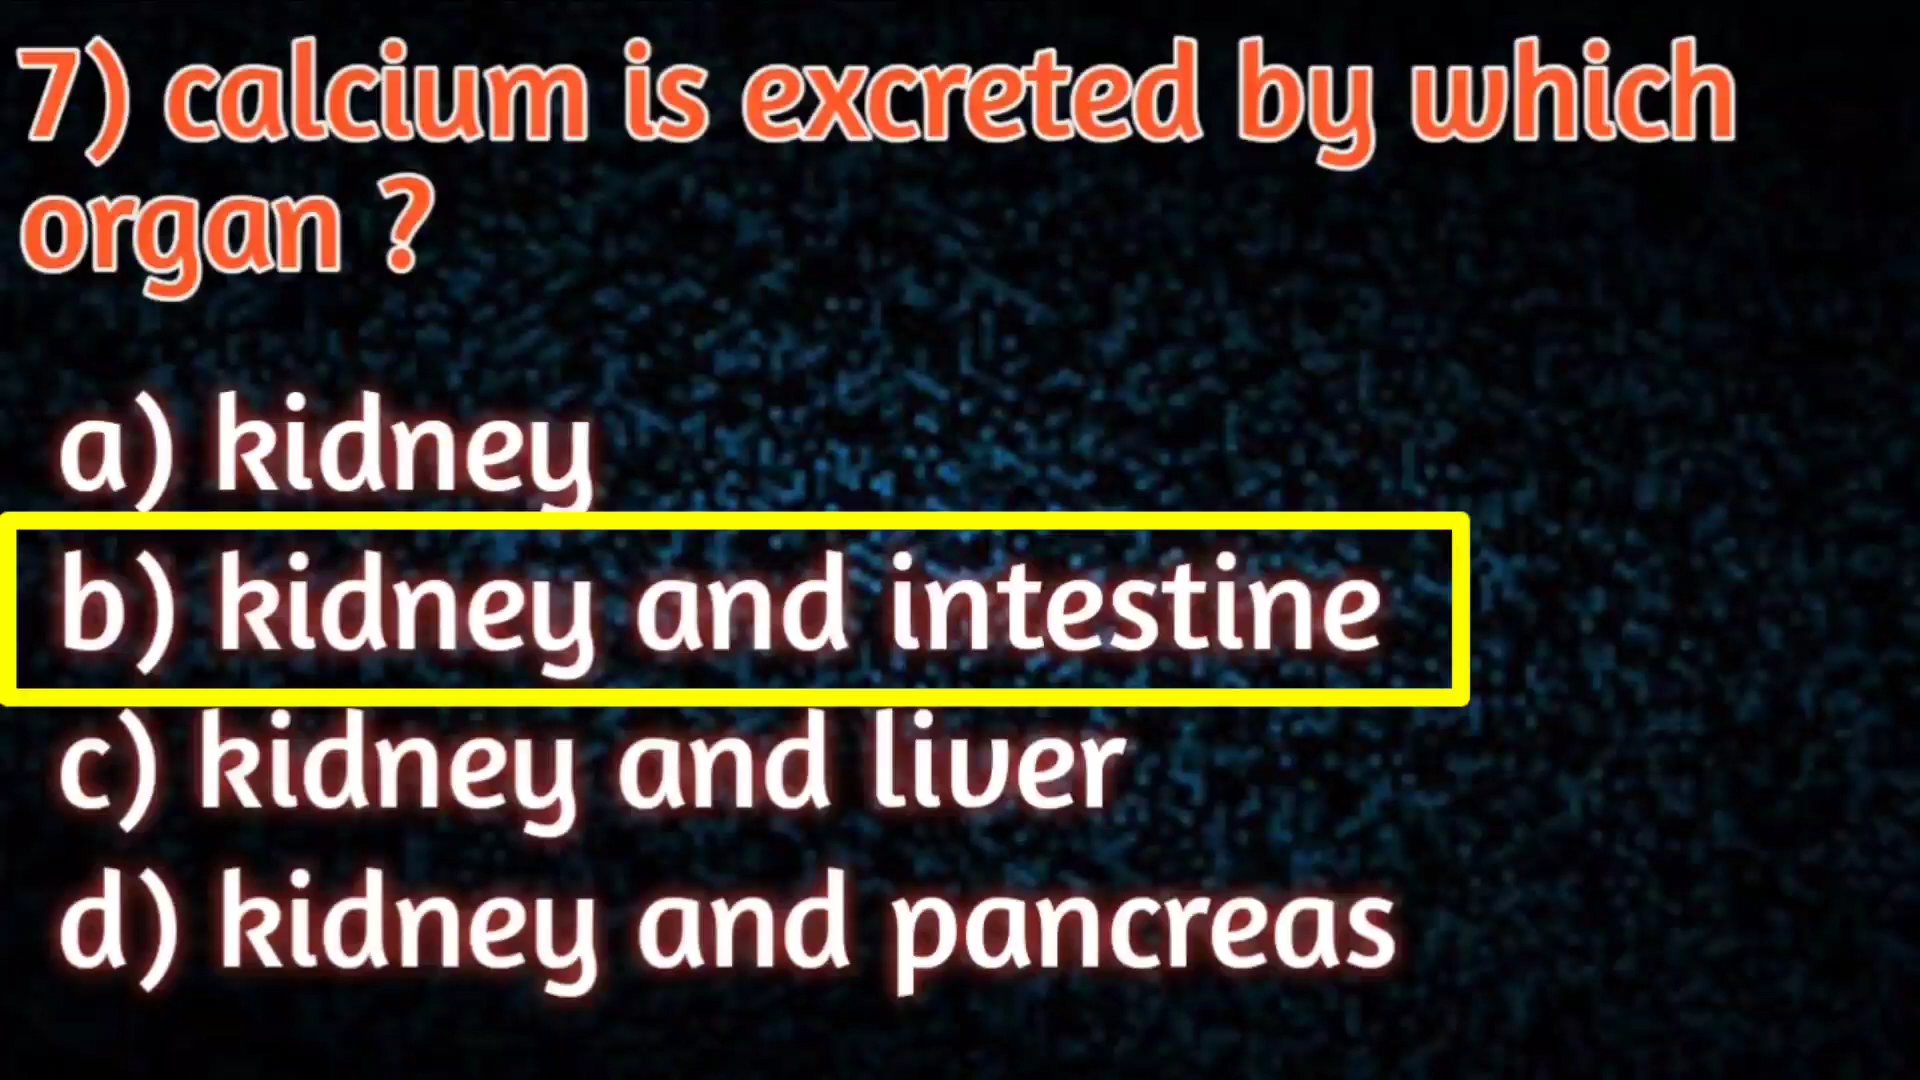 7) calcium is excreted by which
organ ?
a) kidney
b) kidney and intestine
c) kidney and liver
d) kidney and pancreas